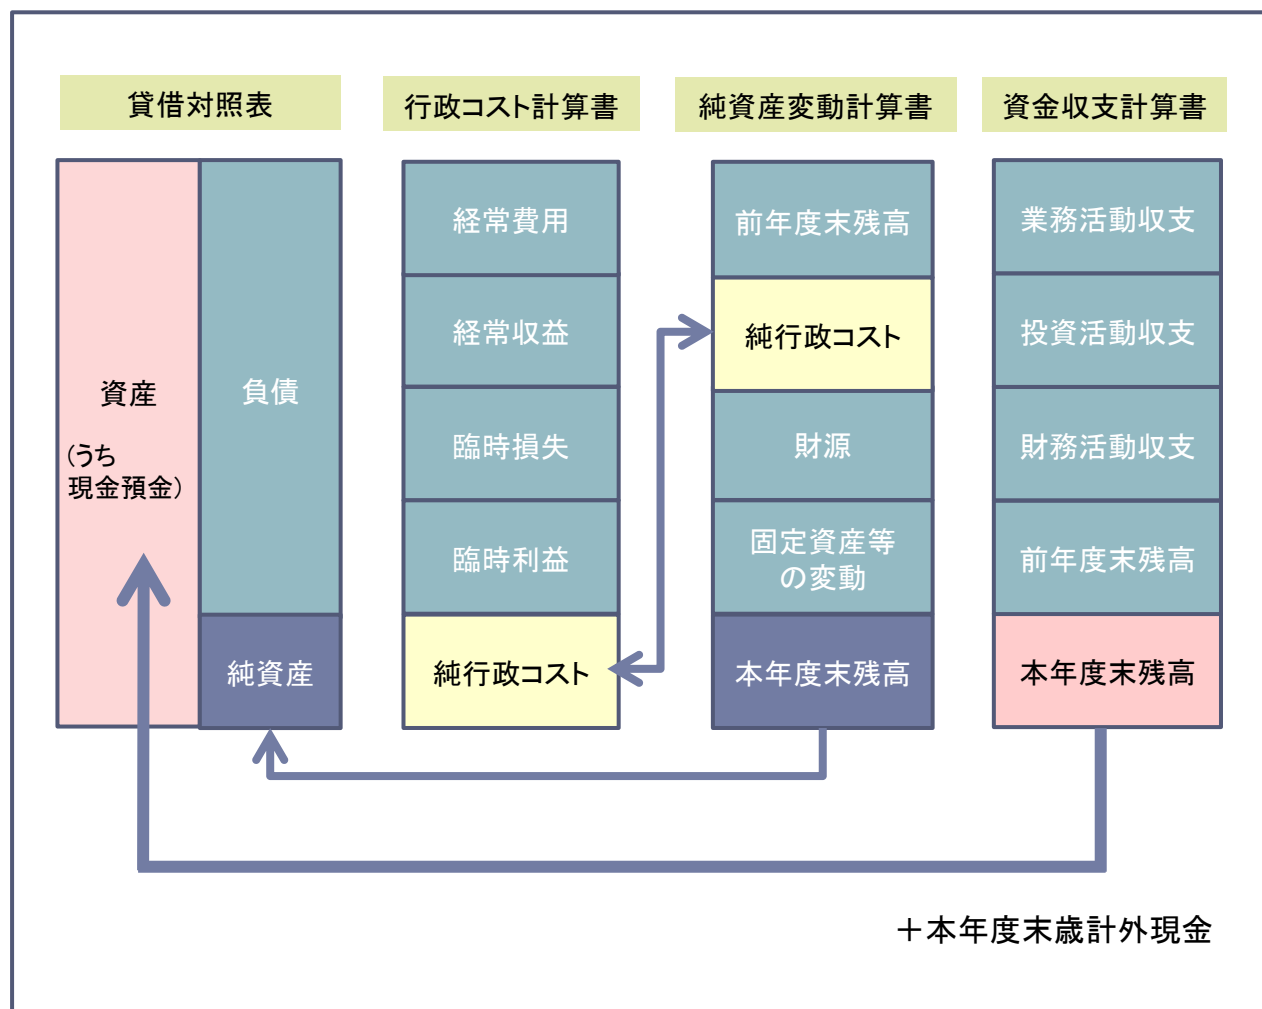 貸借対照表
資産
(うち
現金預金)
負債
純資産
行政コスト計算書
経常費用
経常収益
臨時損失
臨時利益
純行政コスト
純資産変動計算書
前年度末残高
純行政コスト
財源
固定資産等
の変動
本年度末残高
資金収支計算書
業務活動収支
投資活動収支
財務活動収支
前年度末残高
本年度末残高
＋本年度末歳計外現金